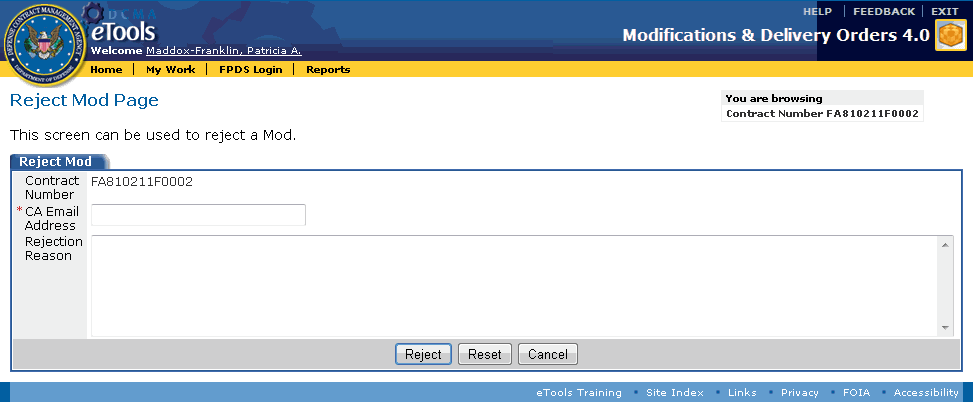 DCMA
HELP | FEEDBACK | EXIT
eTools
Welcome Maddox-Franklin, Patricia A.
Modifications & Delivery Orders 4.0
DEFENSE CONTRACT MANAGEMENT AGENCY
DEPARTMENT OF DEFENSE
Home | My Work | FPDS Login | Reports
Reject Mod Page
You are browsing
Contract Number FA810211F0002
This screen can be used to reject a Mod.
Reject Mod
Contract Number FA810211F0002
*CA Email Address
Rejection Reason
Reject Reset Cancel
eTools Training • Site Index • Links • Privacy • FOIA • Accessibility